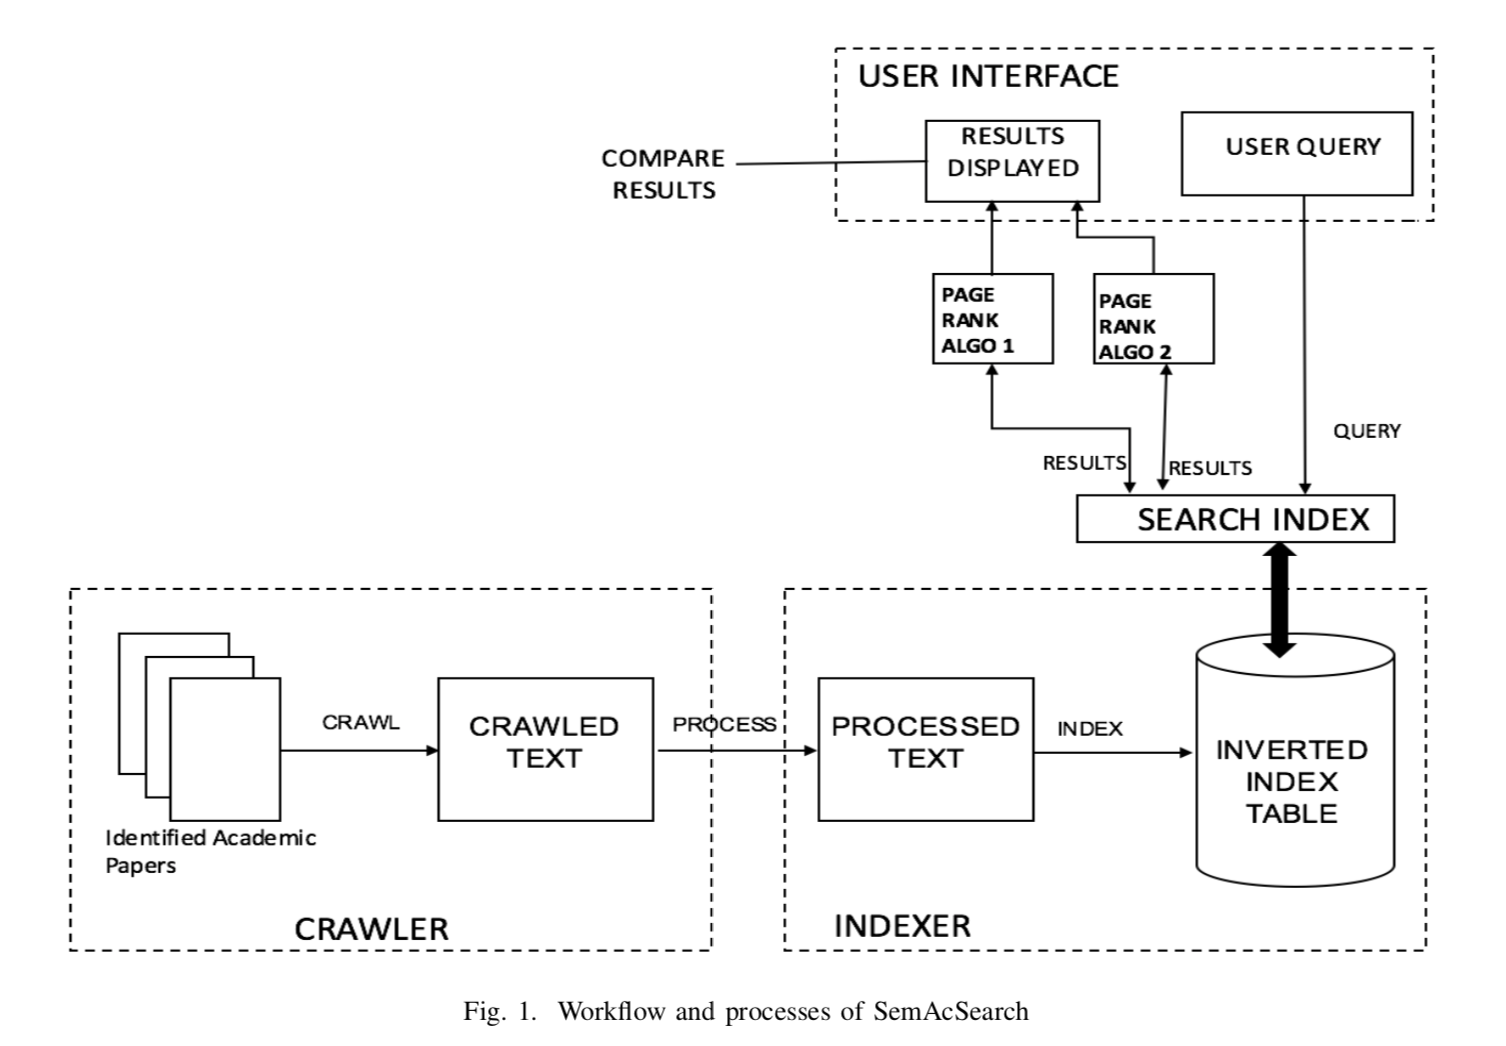 USER INTERFACE
RESULTS
DISPLAYED
USER QUERY
COMPARE
RESULTS
PAGE
RANK
ALGO 1
PAGE
RANK
ALGO 2
QUERY
RESULTS
RESULTS
SEARCH INDEX
CRAWL
CRAWLED
TEXT
PROCESS
PROCESSED
TEXT
INDEX
INVERTED
INDEX
TABLE
Identified Academic
Papers
CRAWLER
INDEXER
Fig. 1. Workflow and processes of SemAcSearch